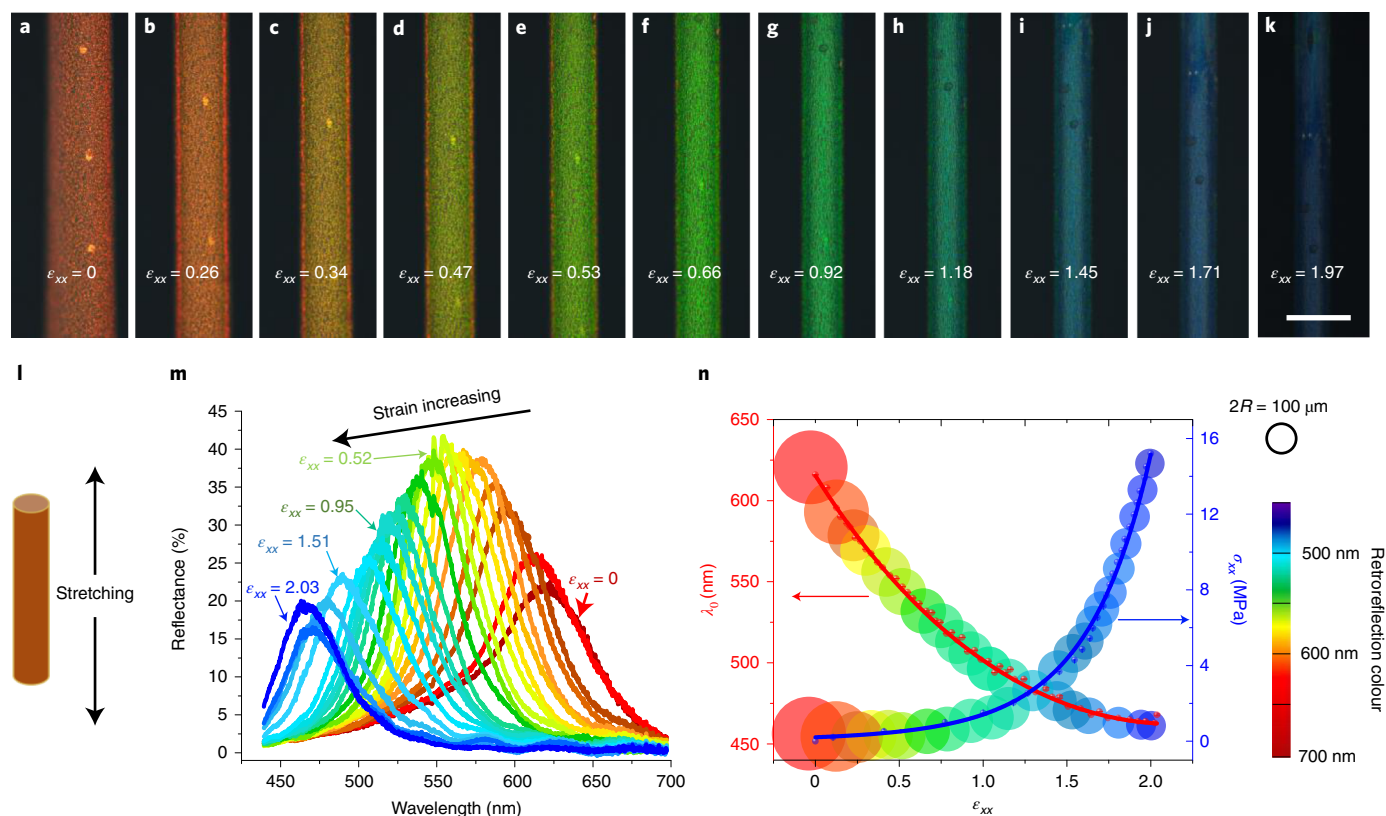 a b c d e f g h i j k
εxx = 0 εxx = 0.26 εxx = 0.34 εxx = 0.47 εxx = 0.53 εxx = 0.66 εxx = 0.92 εxx = 1.18 εxx = 1.45 εxx = 1.71 εxx = 1.97
l
Stretching
m
Strain increasing
εxx = 0.52
εxx = 0.95
εxx = 1.51
εxx = 2.03
εxx = 0
Reflectance (%)
45
40
35
30
25
20
15
10
5
0
450 500 550 600 650 700
Wavelength (nm)
n
λ0 (nm)
650
600
550
500
450
0 0.5 1.0 1.5 2.0
εxx
16
12
8
4
0
σxx (MPa)
2R = 100 μm
500 nm
600 nm
700 nm
Retroreflection colour